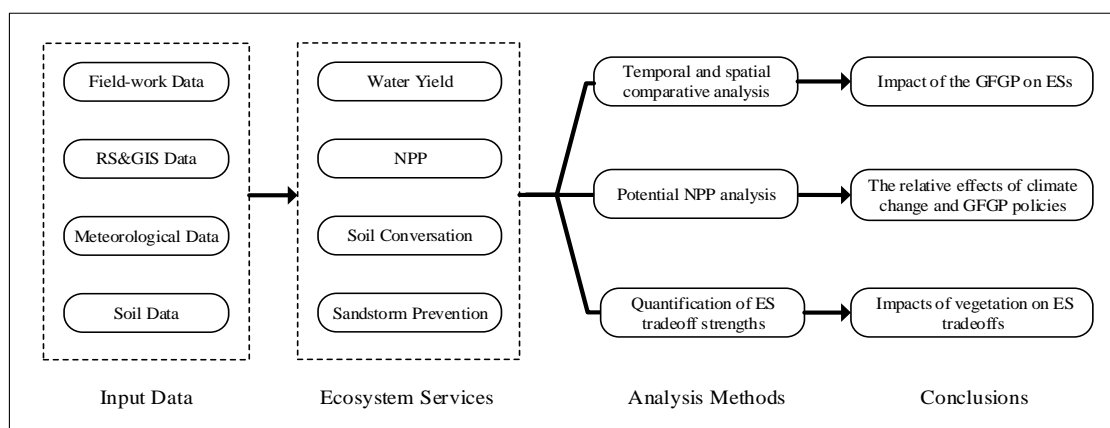 Field-work Data
RS&GIS Data
Meteorological Data
Soil Data
Input Data
Water Yield
NPP
Soil Conversation
Sandstorm Prevention
Ecosystem Services
Temporal and spatial
comparative analysis
Potential NPP analysis
Quantification of ES
tradeoff strengths
Analysis Methods
Impact of the GFGP on ESs
The relative effects of climate
change and GFGP policies
Impacts of vegetation on ES
tradeoffs
Conclusions